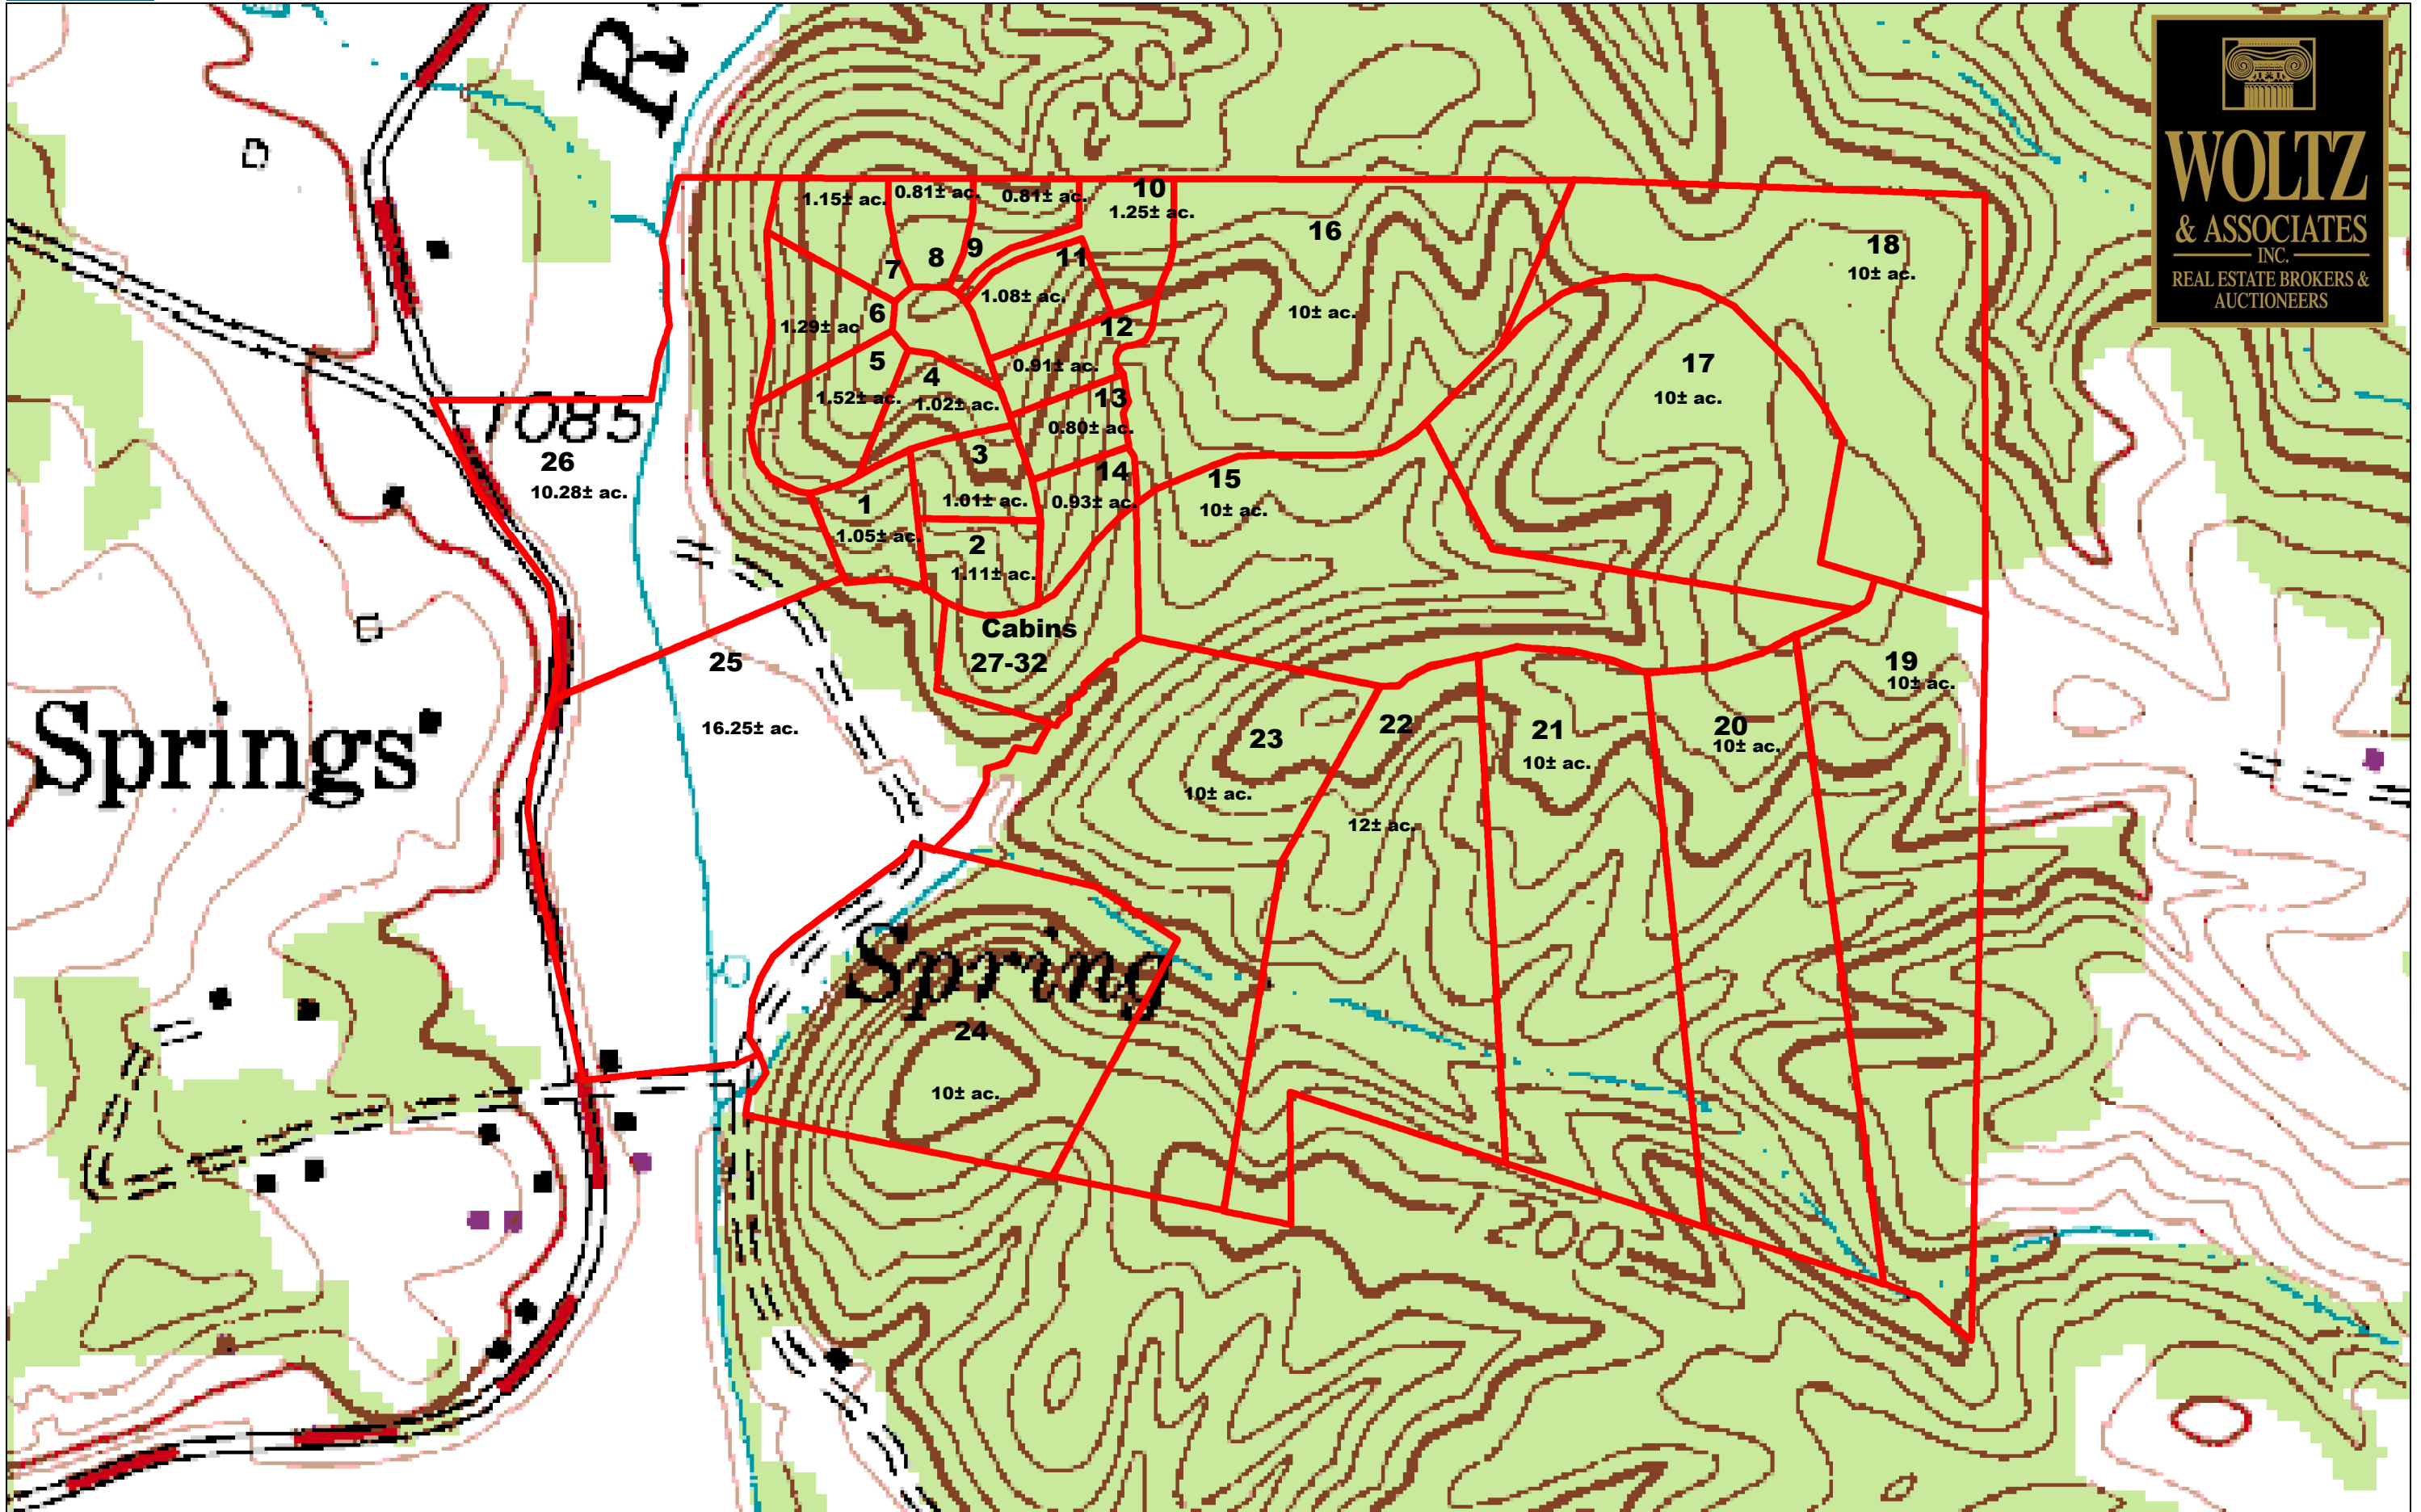 R
200
WOLTZ
& ASSOCIATES
INC.
REAL ESTATE BROKERS &
AUCTIONEERS
1.15± ac.
0.81± ac.
0.81± ac.
10
1.25± ac.
16
10± ac.
18
10± ac.
7
8
9
11
1.08± ac.
6
1.29± ac
12
0.91± ac.
5
1.52± ac.
4
1.02± ac.
13
0.80± ac.
17
10± ac.
1085
26
10.28± ac.
3
1.01± ac.
14
0.93± ac.
15
10± ac.
1
1.05± ac.
2
1.11± ac.
Cabins
27-32
25
16.25± ac.
19
10± ac.
Springs
23
10± ac.
22
12± ac.
21
10± ac.
20
10± ac.
Spring
24
10± ac.
1200